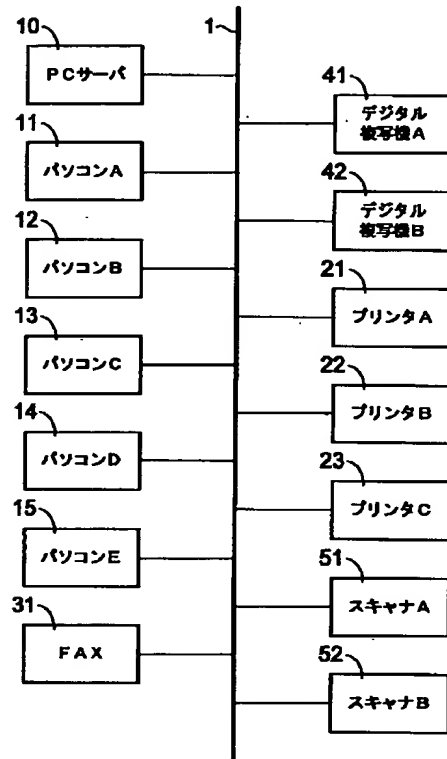 10
PCサーバ
11
パソコンA
12
パソコンB
13
パソコンC
14
パソコンD
15
パソコンE
31
FAX
1
41
デジタル
複写機A
42
デジタル
複写機B
21
プリンタA
22
プリンタB
23
プリンタC
51
スキャナA
52
スキャナB